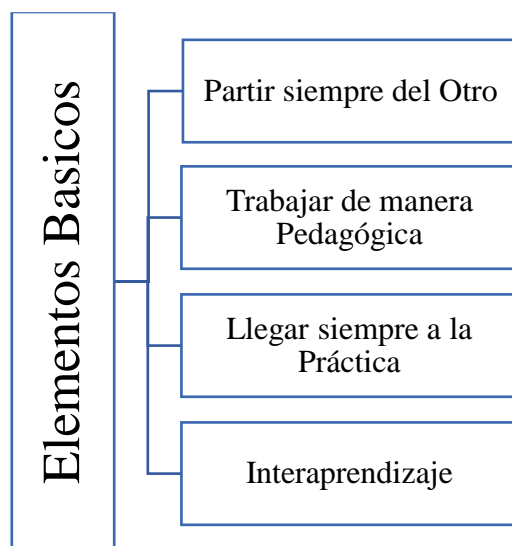 Elementos Basicos
Partir siempre del Otro
Trabajar de manera
Pedagógica
Llegar siempre a la
Práctica
Interaprendizaje